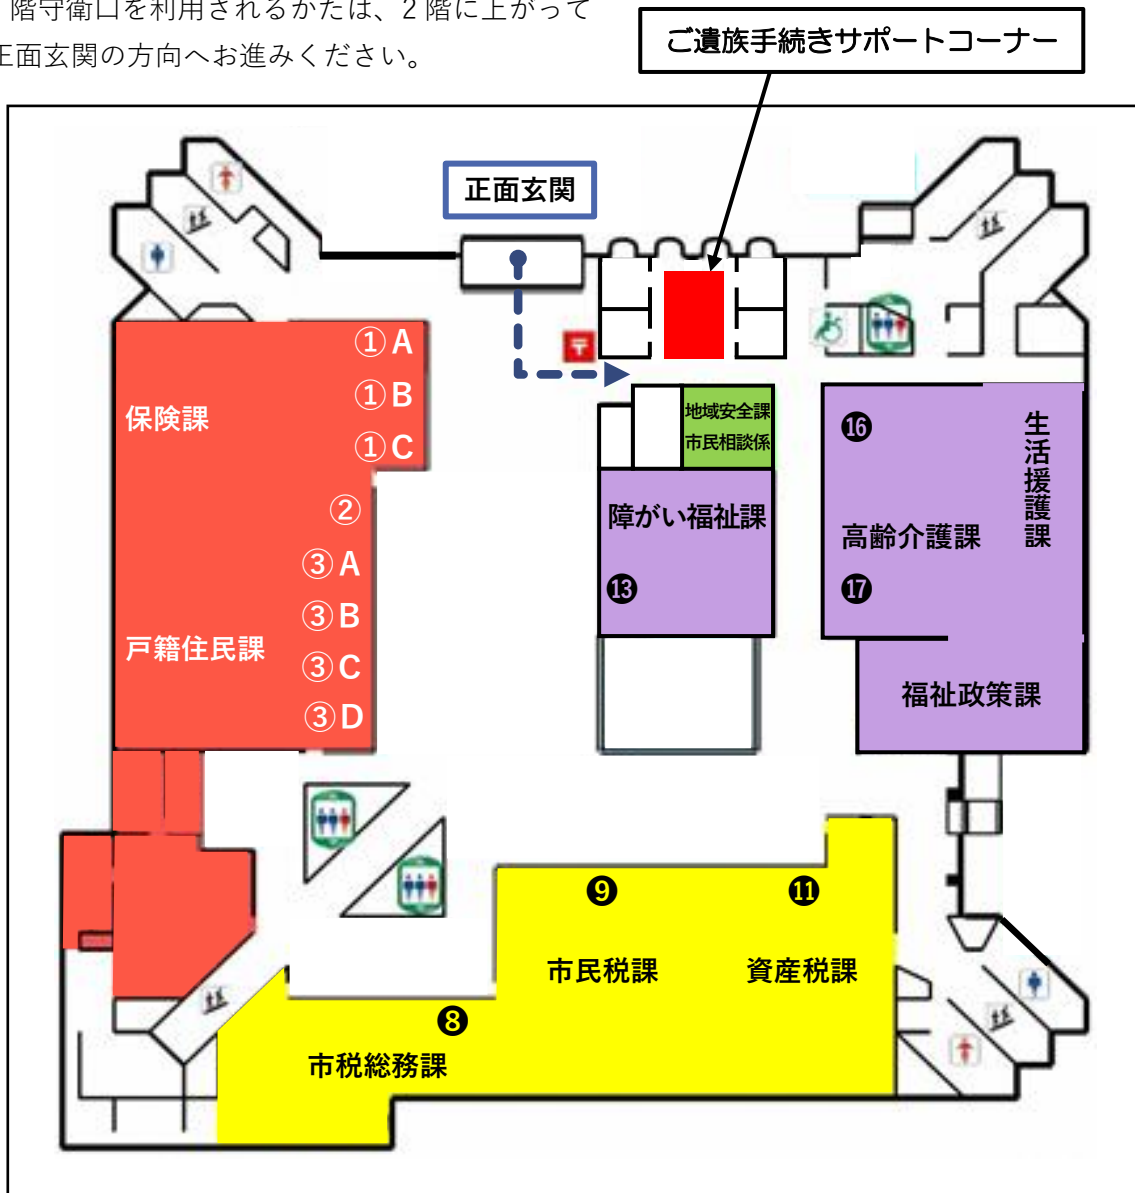 階守衛口を利用されるかたは、2 階に上がって
正面玄関の方向へお進みください。
ご遺族手続きサポートコーナー
正面玄関
①A
①B
保険課
①C
②
③A
③B
戸籍住民課
③C
③D
地域安全課
市民相談係
障がい福祉課
⓭
⓰
生活援護課
高齢介護課
⓱
福祉政策課
❾
⓫
市民税課
資産税課
❽
市税総務課